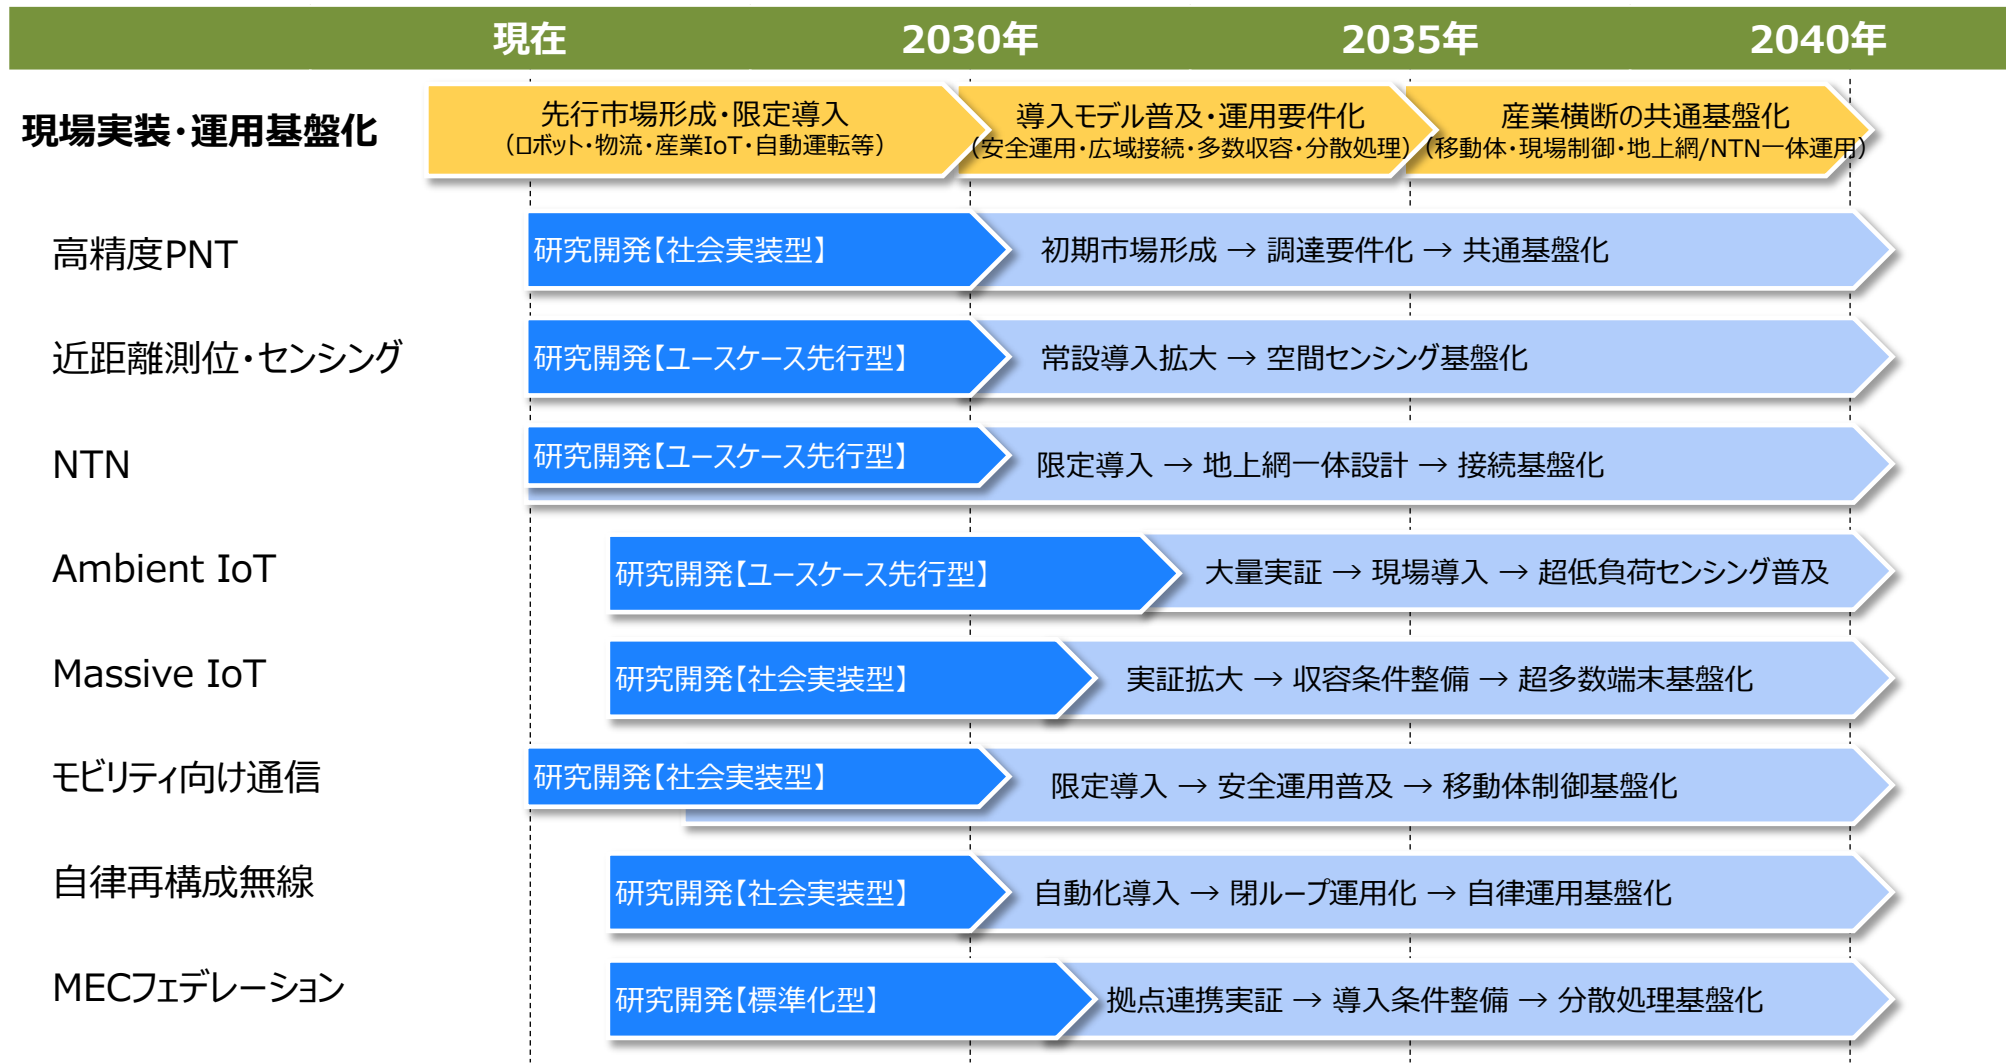 現在 2030年 2035年 2040年
現場実装・運用基盤化
先行市場形成・限定導入
（ロボット・物流・産業IoT・自動運転等）
導入モデル普及・運用要件化
（安全運用・広域接続・多数収容・分散処理）
産業横断の共通基盤化
（移動体・現場制御・地上網/NTN一体運用）
高精度PNT
研究開発【社会実装型】
初期市場形成 → 調達要件化 → 共通基盤化
近距離測位・センシング
研究開発【ユースケース先行型】
常設導入拡大 → 空間センシング基盤化
NTN
研究開発【ユースケース先行型】
限定導入 → 地上網一体設計 → 接続基盤化
Ambient IoT
研究開発【ユースケース先行型】
大量実証 → 現場導入 → 超低負荷センシング普及
Massive IoT
研究開発【社会実装型】
実証拡大 → 収容条件整備 → 超多数端末基盤化
モビリティ向け通信
研究開発【社会実装型】
限定導入 → 安全運用普及 → 移動体制御基盤化
自律再構成無線
研究開発【社会実装型】
自動化導入 → 閉ループ運用化 → 自律運用基盤化
MECフェデレーション
研究開発【標準化型】
拠点連携実証 → 導入条件整備 → 分散処理基盤化